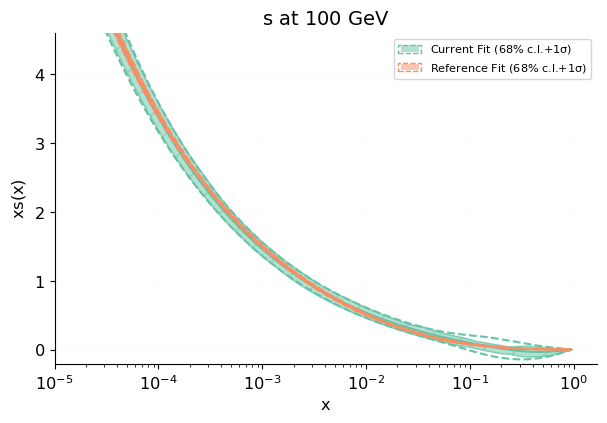 s at 100 GeV
Current Fit (68% c.l.+1σ)
Reference Fit (68% c.l.+1σ)
xs(x)
4
3
2
1
0
10⁻⁵ 10⁻⁴ 10⁻³ 10⁻² 10⁻¹ 10⁰
x